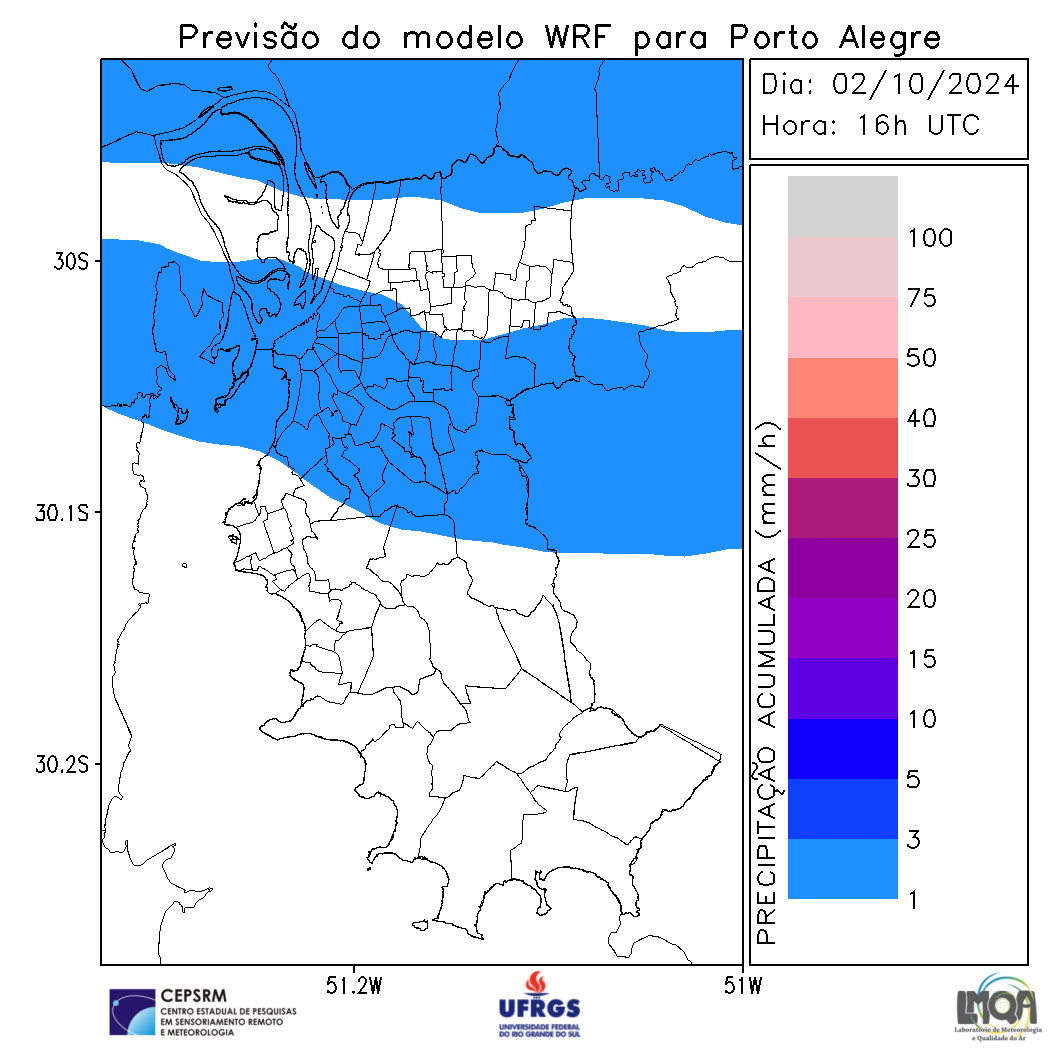 Previsão do modelo WRF para Porto Alegre
Dia: 02/10/2024
Hora: 16h UTC
30S
30.1S
30.2S
51.2W
51W
PRECIPITAÇÃO ACUMULADA (mm/h)
100
75
50
40
30
25
20
15
10
5
3
1
CEPSRM
CENTRO ESTADUAL DE PESQUISAS
EM SENSORIAMENTO REMOTO
E METEOROLOGIA
UFRGS
UNIVERSIDADE FEDERAL
DO RIO GRANDE DO SUL
LMQA
Laboratório de Meteorologia
e Qualidade do Ar